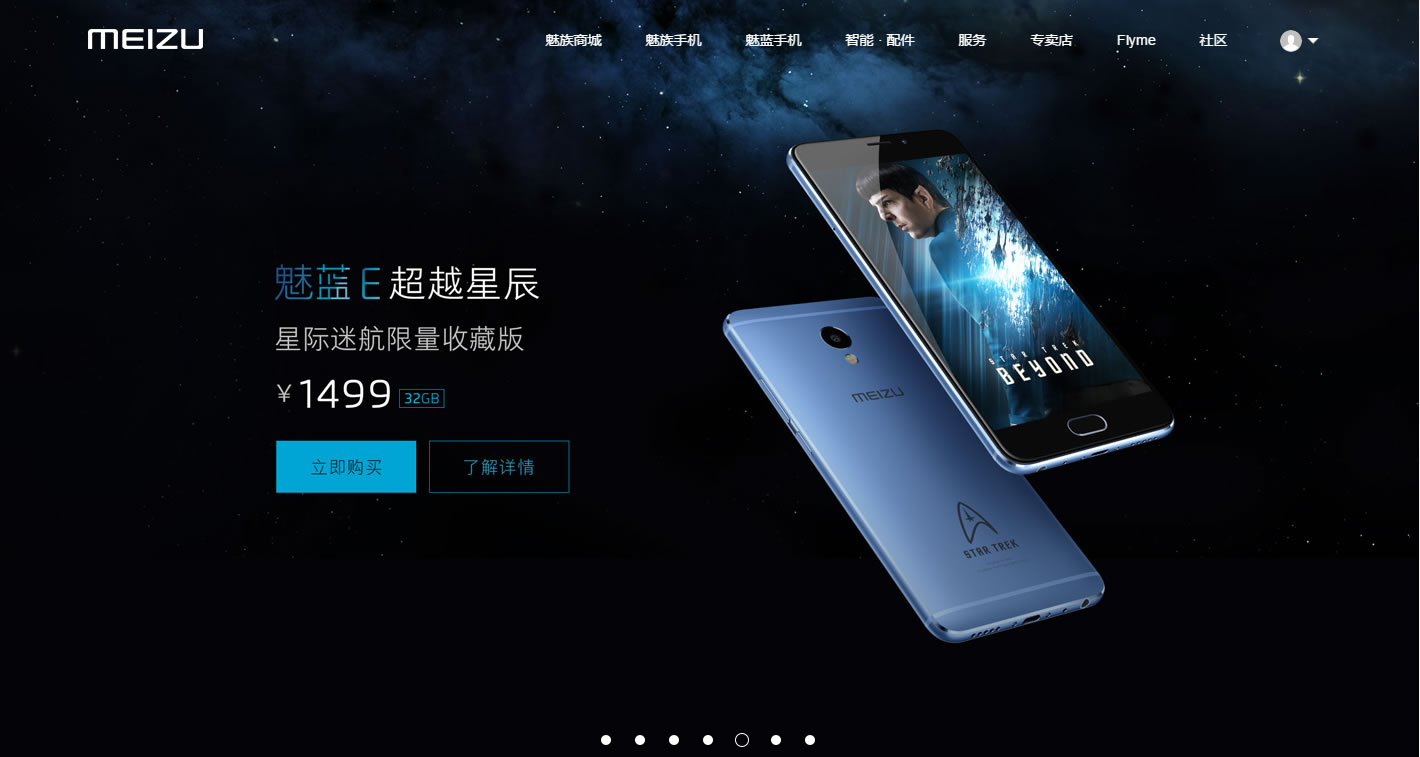 MEIZU
魅族商城 魅族手机 魅蓝手机 智能 · 配件 服务 专卖店 Flyme 社区
魅蓝 E 超越星辰
星际迷航限量收藏版
¥ 1499 32GB
立即购买 了解详情
STAR TREK
BEYOND
MEIZU
STAR TREK